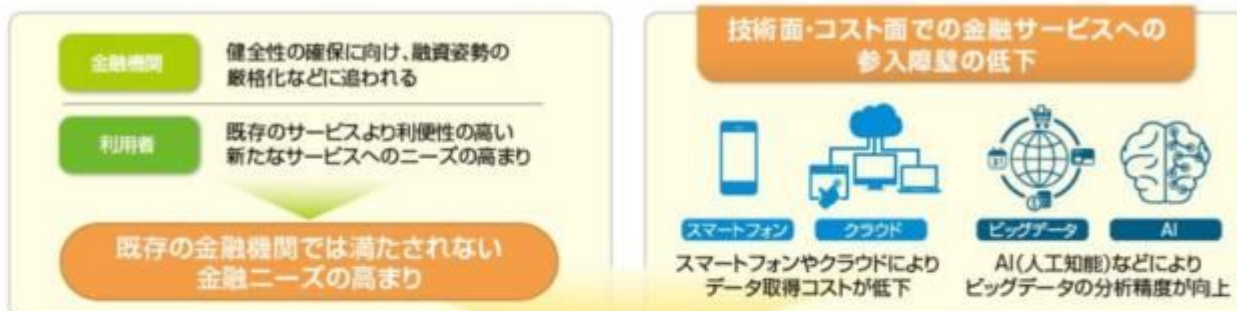 金融機関
健全性の確保に向け、融資姿勢の
厳格化などに追われる
利用者
既存のサービスより利便性の高い
新たなサービスへのニーズの高まり
既存の金融機関では満たされない
金融ニーズの高まり
技術面・コスト面での金融サービスへの
参入障壁の低下
スマートフォン
クラウド
スマートフォンやクラウドにより
データ取得コストが低下
ビッグデータ
AI
AI(人工知能)などにより
ビッグデータの分析精度が向上